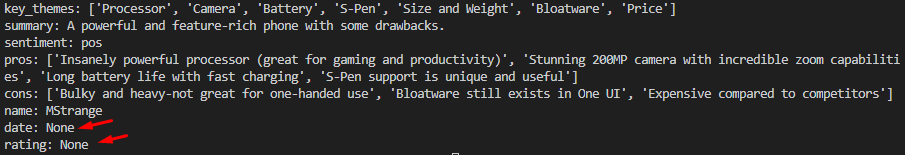 key_themes: ['Processor', 'Camera', 'Battery', 'S-Pen', 'Size and Weight', 'Bloatware', 'Price']
summary: A powerful and feature-rich phone with some drawbacks.
sentiment: pos
pros: ['Insanely powerful processor (great for gaming and productivity)', 'Stunning 200MP camera with incredible zoom capabiliti
es', 'Long battery life with fast charging', 'S-Pen support is unique and useful']
cons: ['Bulky and heavy-not great for one-handed use', 'Bloatware still exists in One UI', 'Expensive compared to competitors']
name: MStrange
date: None
rating: None